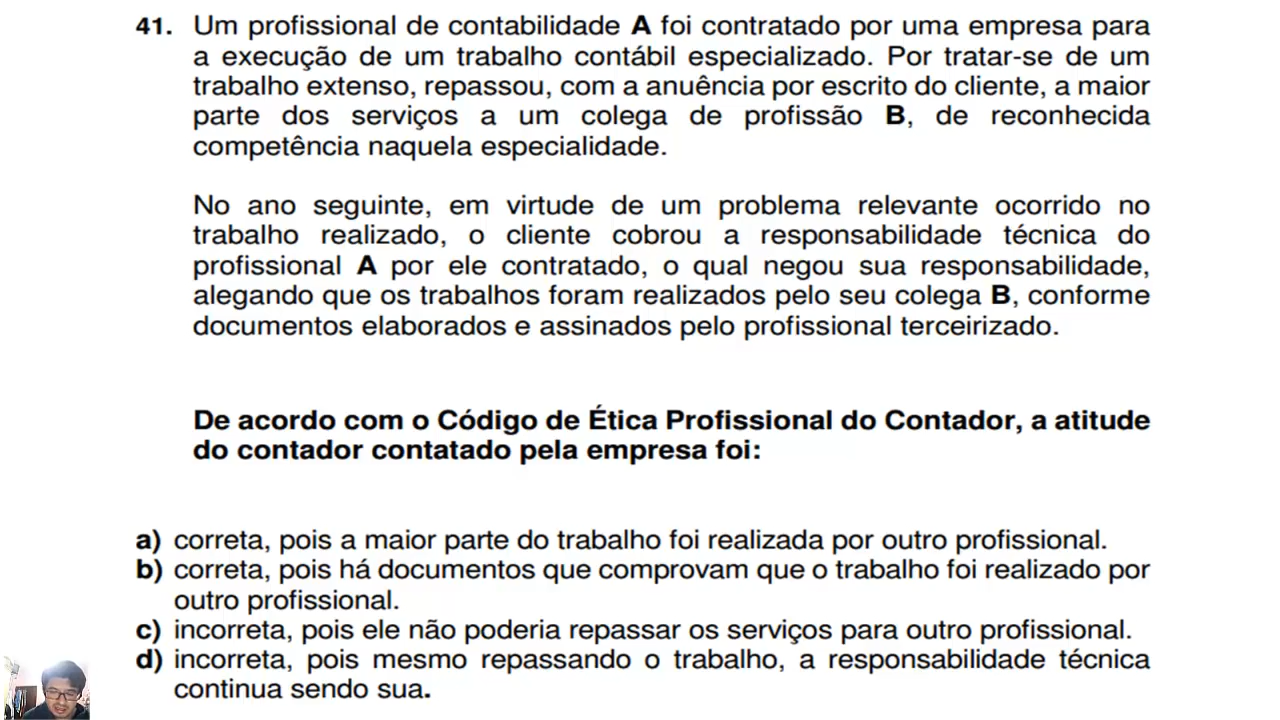 41. Um profissional de contabilidade A foi contratado por uma empresa para
a execução de um trabalho contábil especializado. Por tratar-se de um
trabalho extenso, repassou, com a anuência por escrito do cliente, a maior
parte dos serviços a um colega de profissão B, de reconhecida
competência naquela especialidade.
No ano seguinte, em virtude de um problema relevante ocorrido no
trabalho realizado, o cliente cobrou a responsabilidade técnica do
profissional A por ele contratado, o qual negou sua responsabilidade,
alegando que os trabalhos foram realizados pelo seu colega B, conforme
documentos elaborados e assinados pelo profissional terceirizado.
De acordo com o Código de Ética Profissional do Contador, a atitude
do contador contatado pela empresa foi:
a) correta, pois a maior parte do trabalho foi realizada por outro profissional.
b) correta, pois há documentos que comprovam que o trabalho foi realizado por
outro profissional.
c) incorreta, pois ele não poderia repassar os serviços para outro profissional.
d) incorreta, pois mesmo repassando o trabalho, a responsabilidade técnica
continua sendo sua.